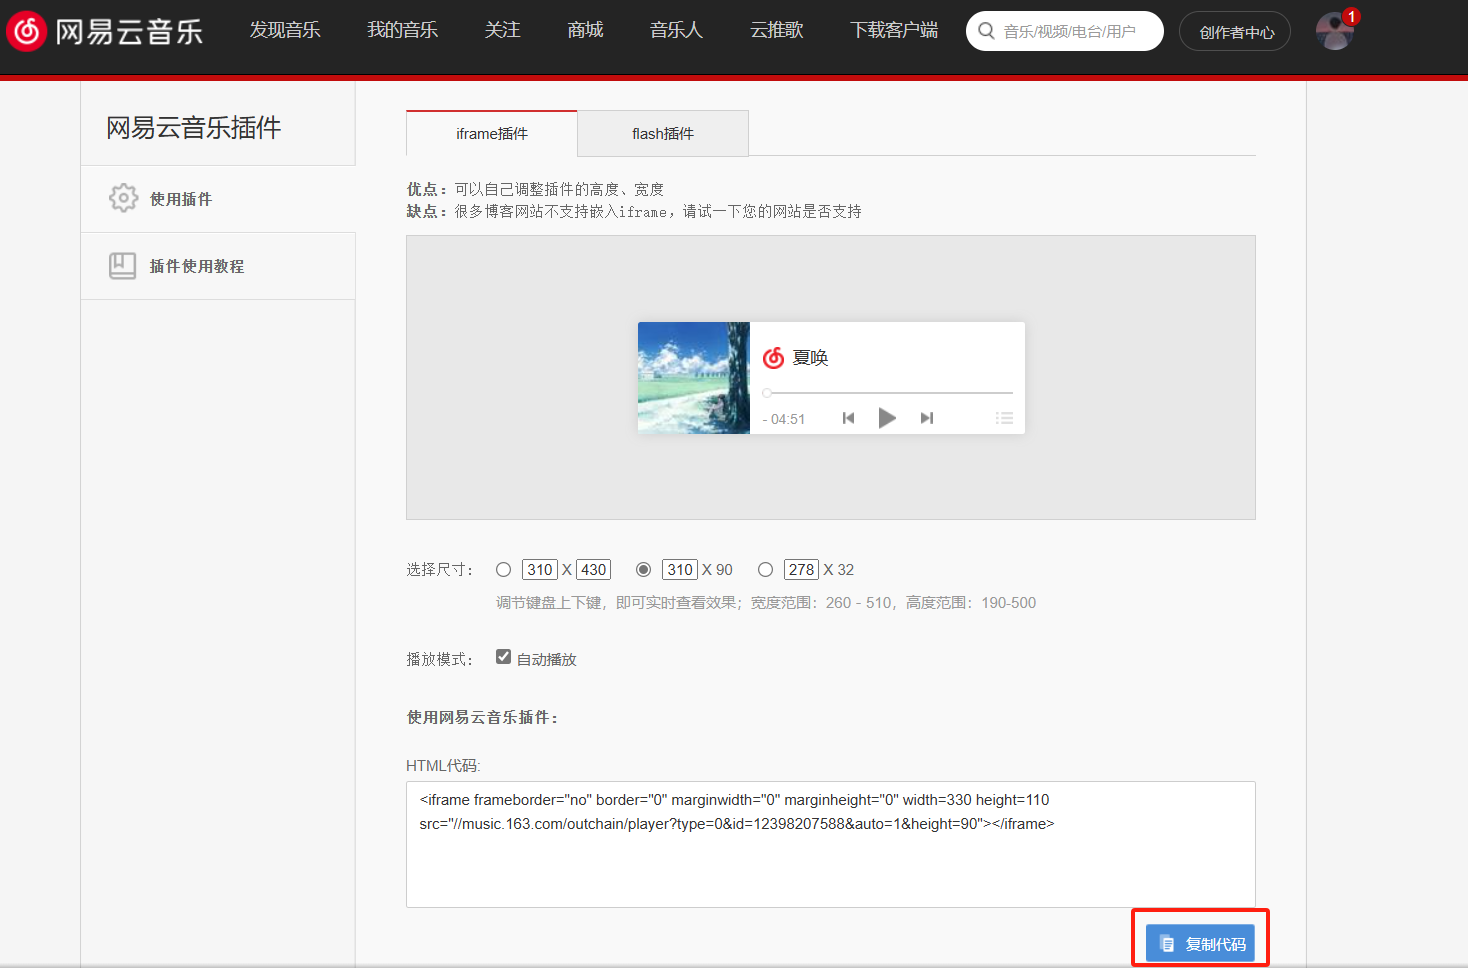 网易云音乐
发现音乐 我的音乐 关注 商城 音乐人 云推歌 下载客户端 音乐/视频/电台/用户 创作者中心 1
网易云音乐插件
使用插件
插件使用教程
iframe插件 flash插件
优点：可以自己调整插件的高度、宽度
缺点：很多博客网站不支持嵌入iframe，请试一下您的网站是否支持
夏唤
- 04:51
选择尺寸： 310 X 430 310 X 90 278 X 32
调节键盘上下键，即可实时查看效果；宽度范围：260 - 510，高度范围：190-500
播放模式： 自动播放
使用网易云音乐插件：
HTML代码:
<iframe frameborder="no" border="0" marginwidth="0" marginheight="0" width=330 height=110
src="//music.163.com/outchain/player?type=0&id=12398207588&auto=1&height=90"></iframe>
复制代码